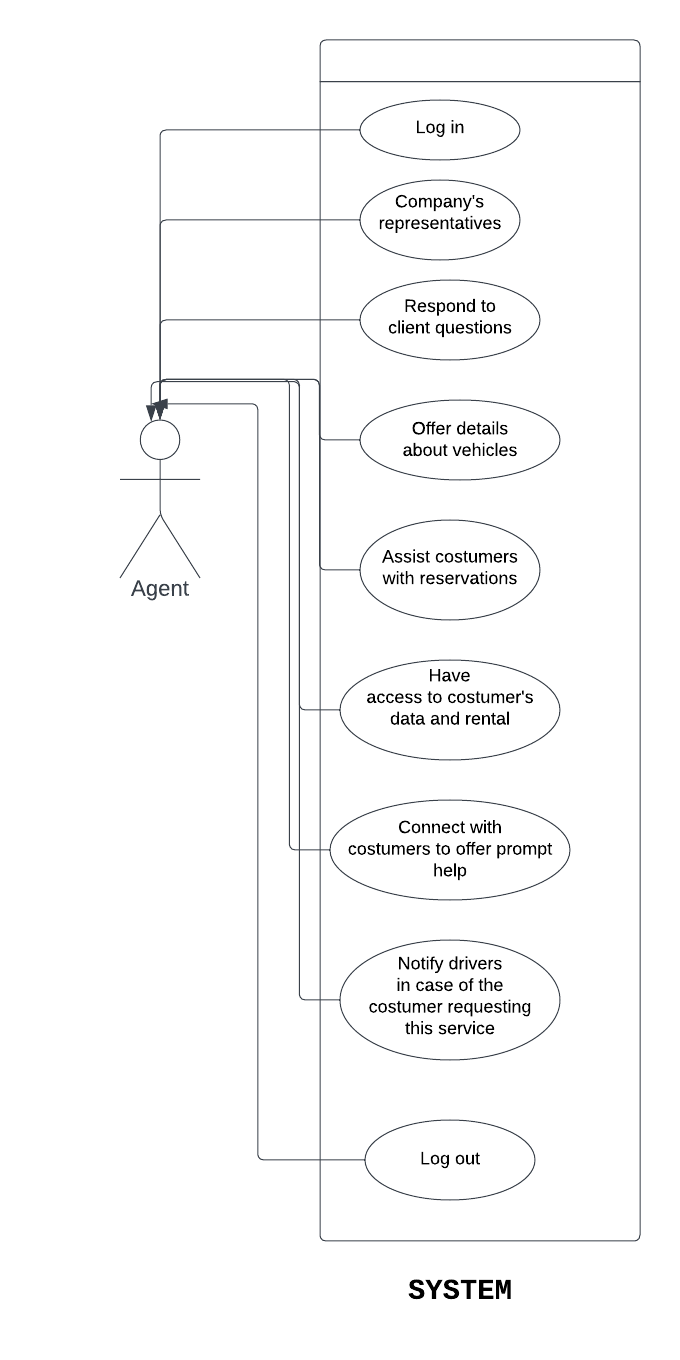 Log in
Company's
representatives
Respond to
client questions
Offer details
about vehicles
Assist costumers
with reservations
Agent
Have
access to costumer's
data and rental
Connect with
costumers to offer prompt
help
Notify drivers
in case of the
costumer requesting
this service
Log out
SYSTEM